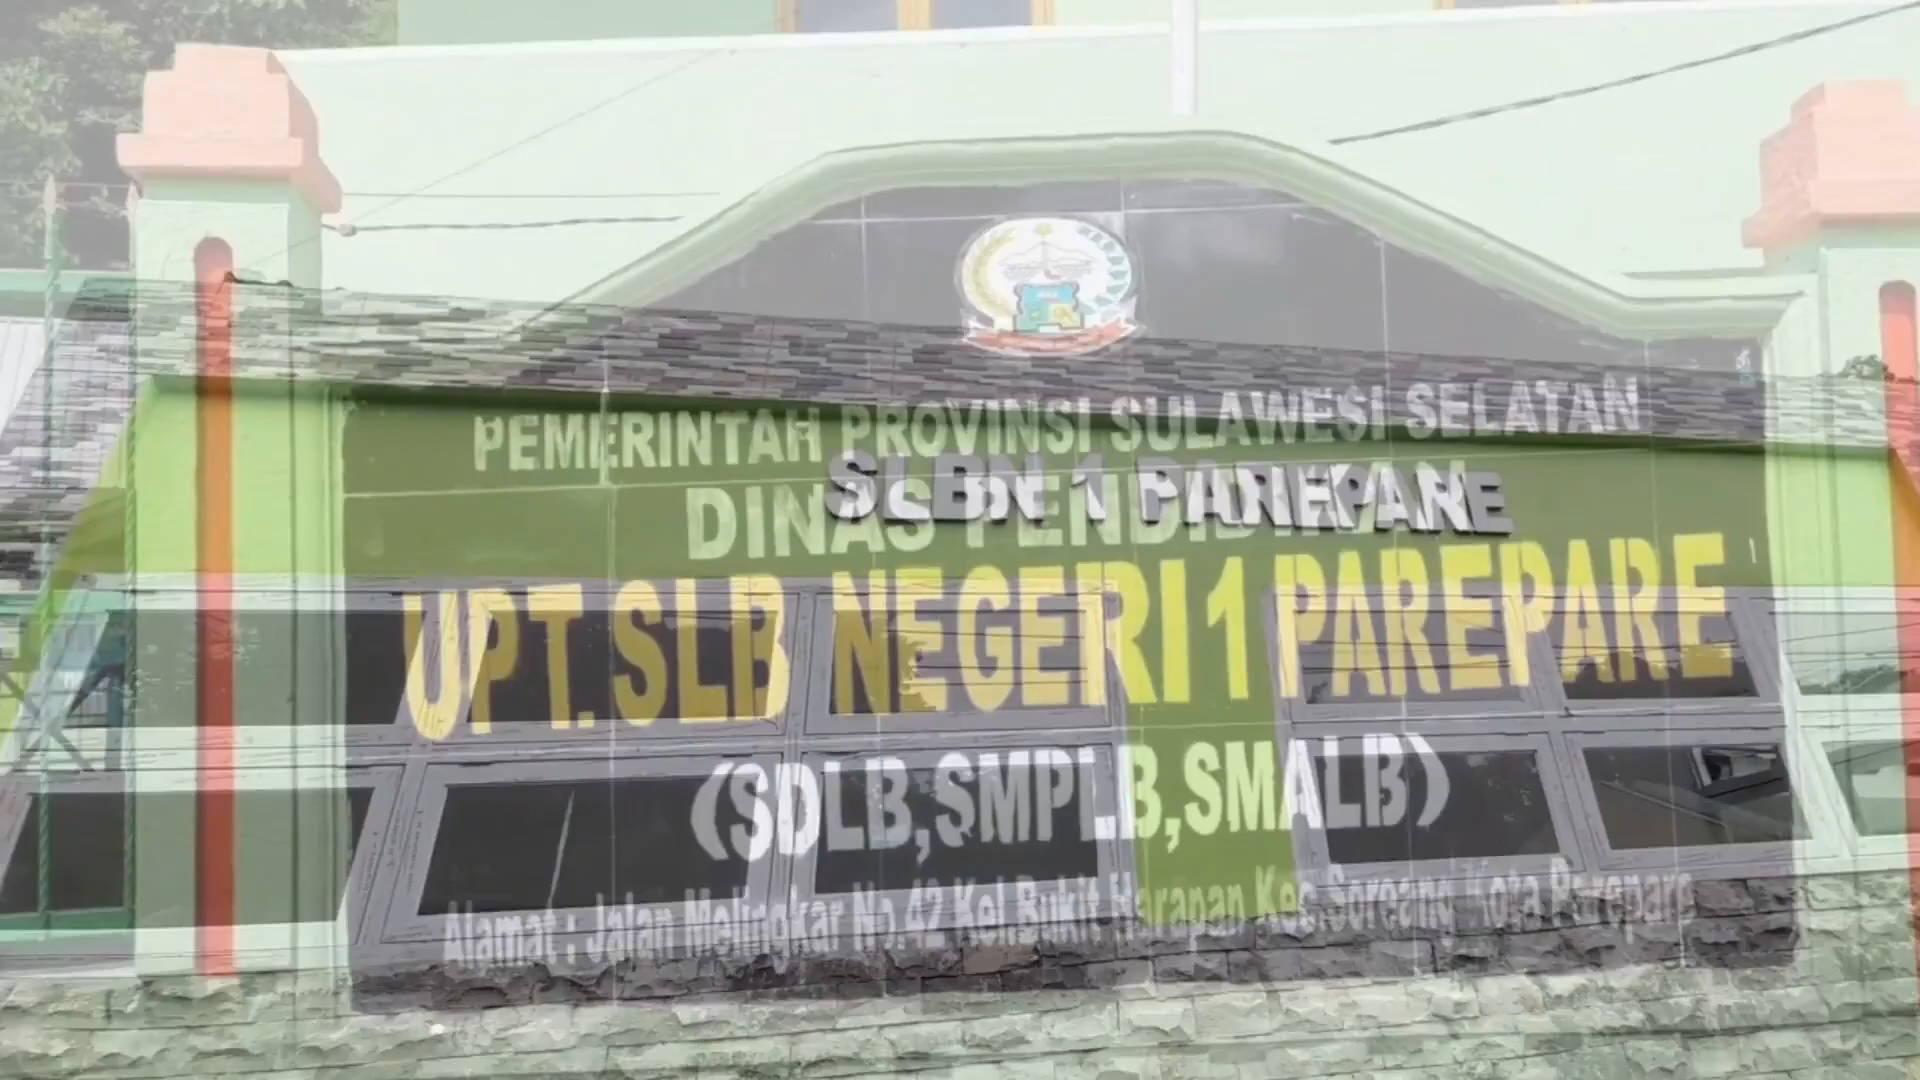 PEMERINTAH PROVINSI SULAWESI SELATAN
SLBN 1 PAREPARE
DINAS PENDIDIKAN
UPT. SLB NEGERI 1 PAREPARE
(SDLB,SMPLB,SMALB)
Alamat : Jalan Melingkar No.42 Kel.Bukit Harapan Kec.Soreang Kota Parepare